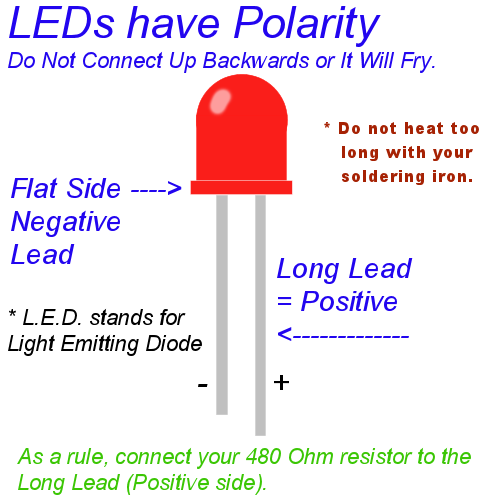 LEDs have Polarity
Do Not Connect Up Backwards or It Will Fry.
* Do not heat too
long with your
soldering iron.
Flat Side ---->
Negative
Lead
Long Lead
= Positive
<-------------
* L.E.D. stands for
Light Emitting Diode
- +
As a rule, connect your 480 Ohm resistor to the
Long Lead (Positive side).